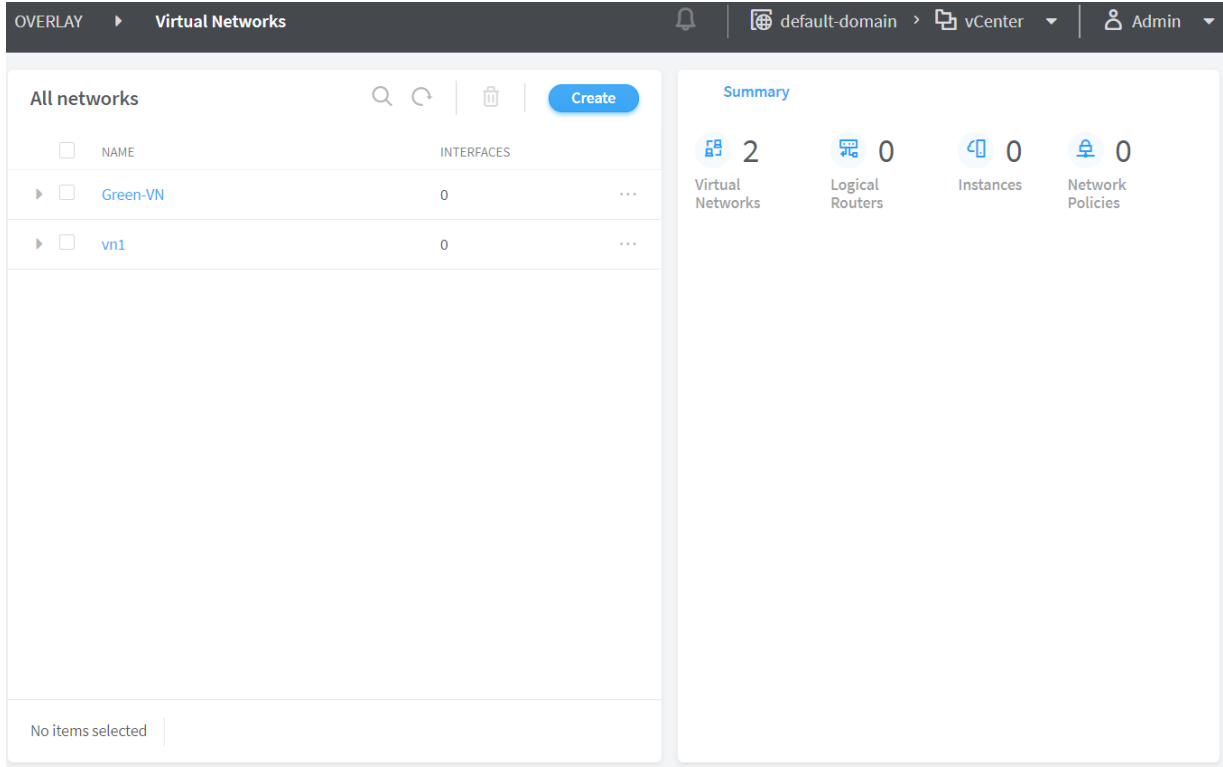 OVERLAY Virtual Networks default-domain vCenter Admin
All networks Create
NAME INTERFACES
Green-VN 0 ...
vn1 0 ...
No items selected
Summary
2 0 0 0
Virtual Networks
Logical Routers
Instances
Network Policies